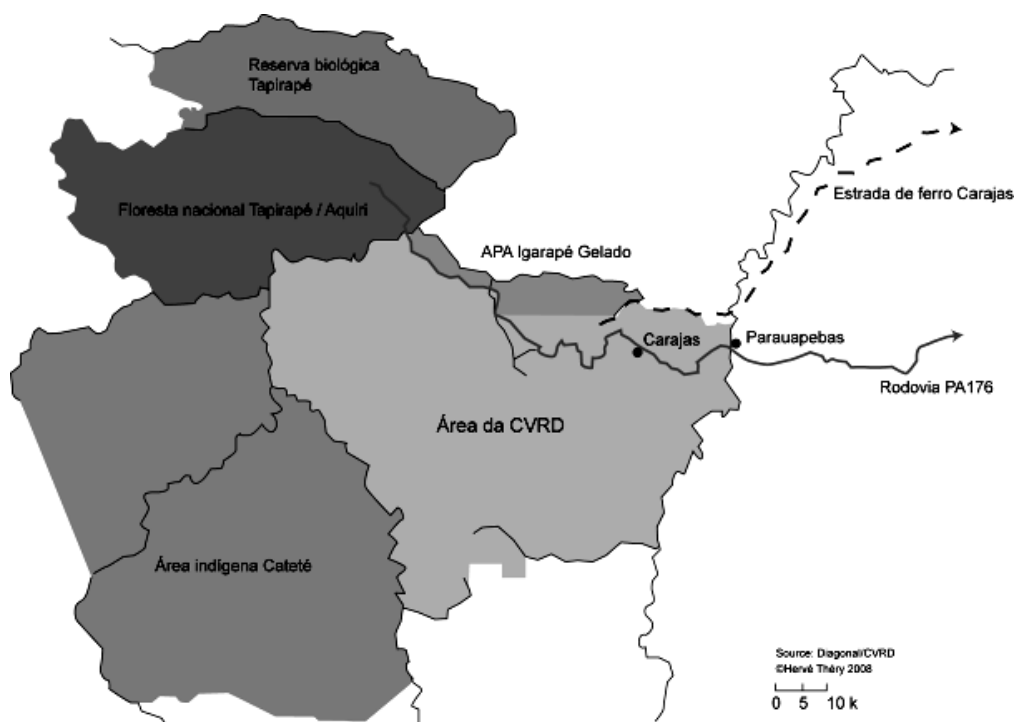 Reserva biológica
Tapirapé
Floresta nacional Tapirapé / Aquiri
Estrada de ferro Carajas
APA Igarapé Gelado
Carajas
Parauapebas
Rodovia PA176
Área da CVRD
Área indígena Cateté
Source: Diagonal/CVRD
©Hervé Théry 2008
0 5 10 k